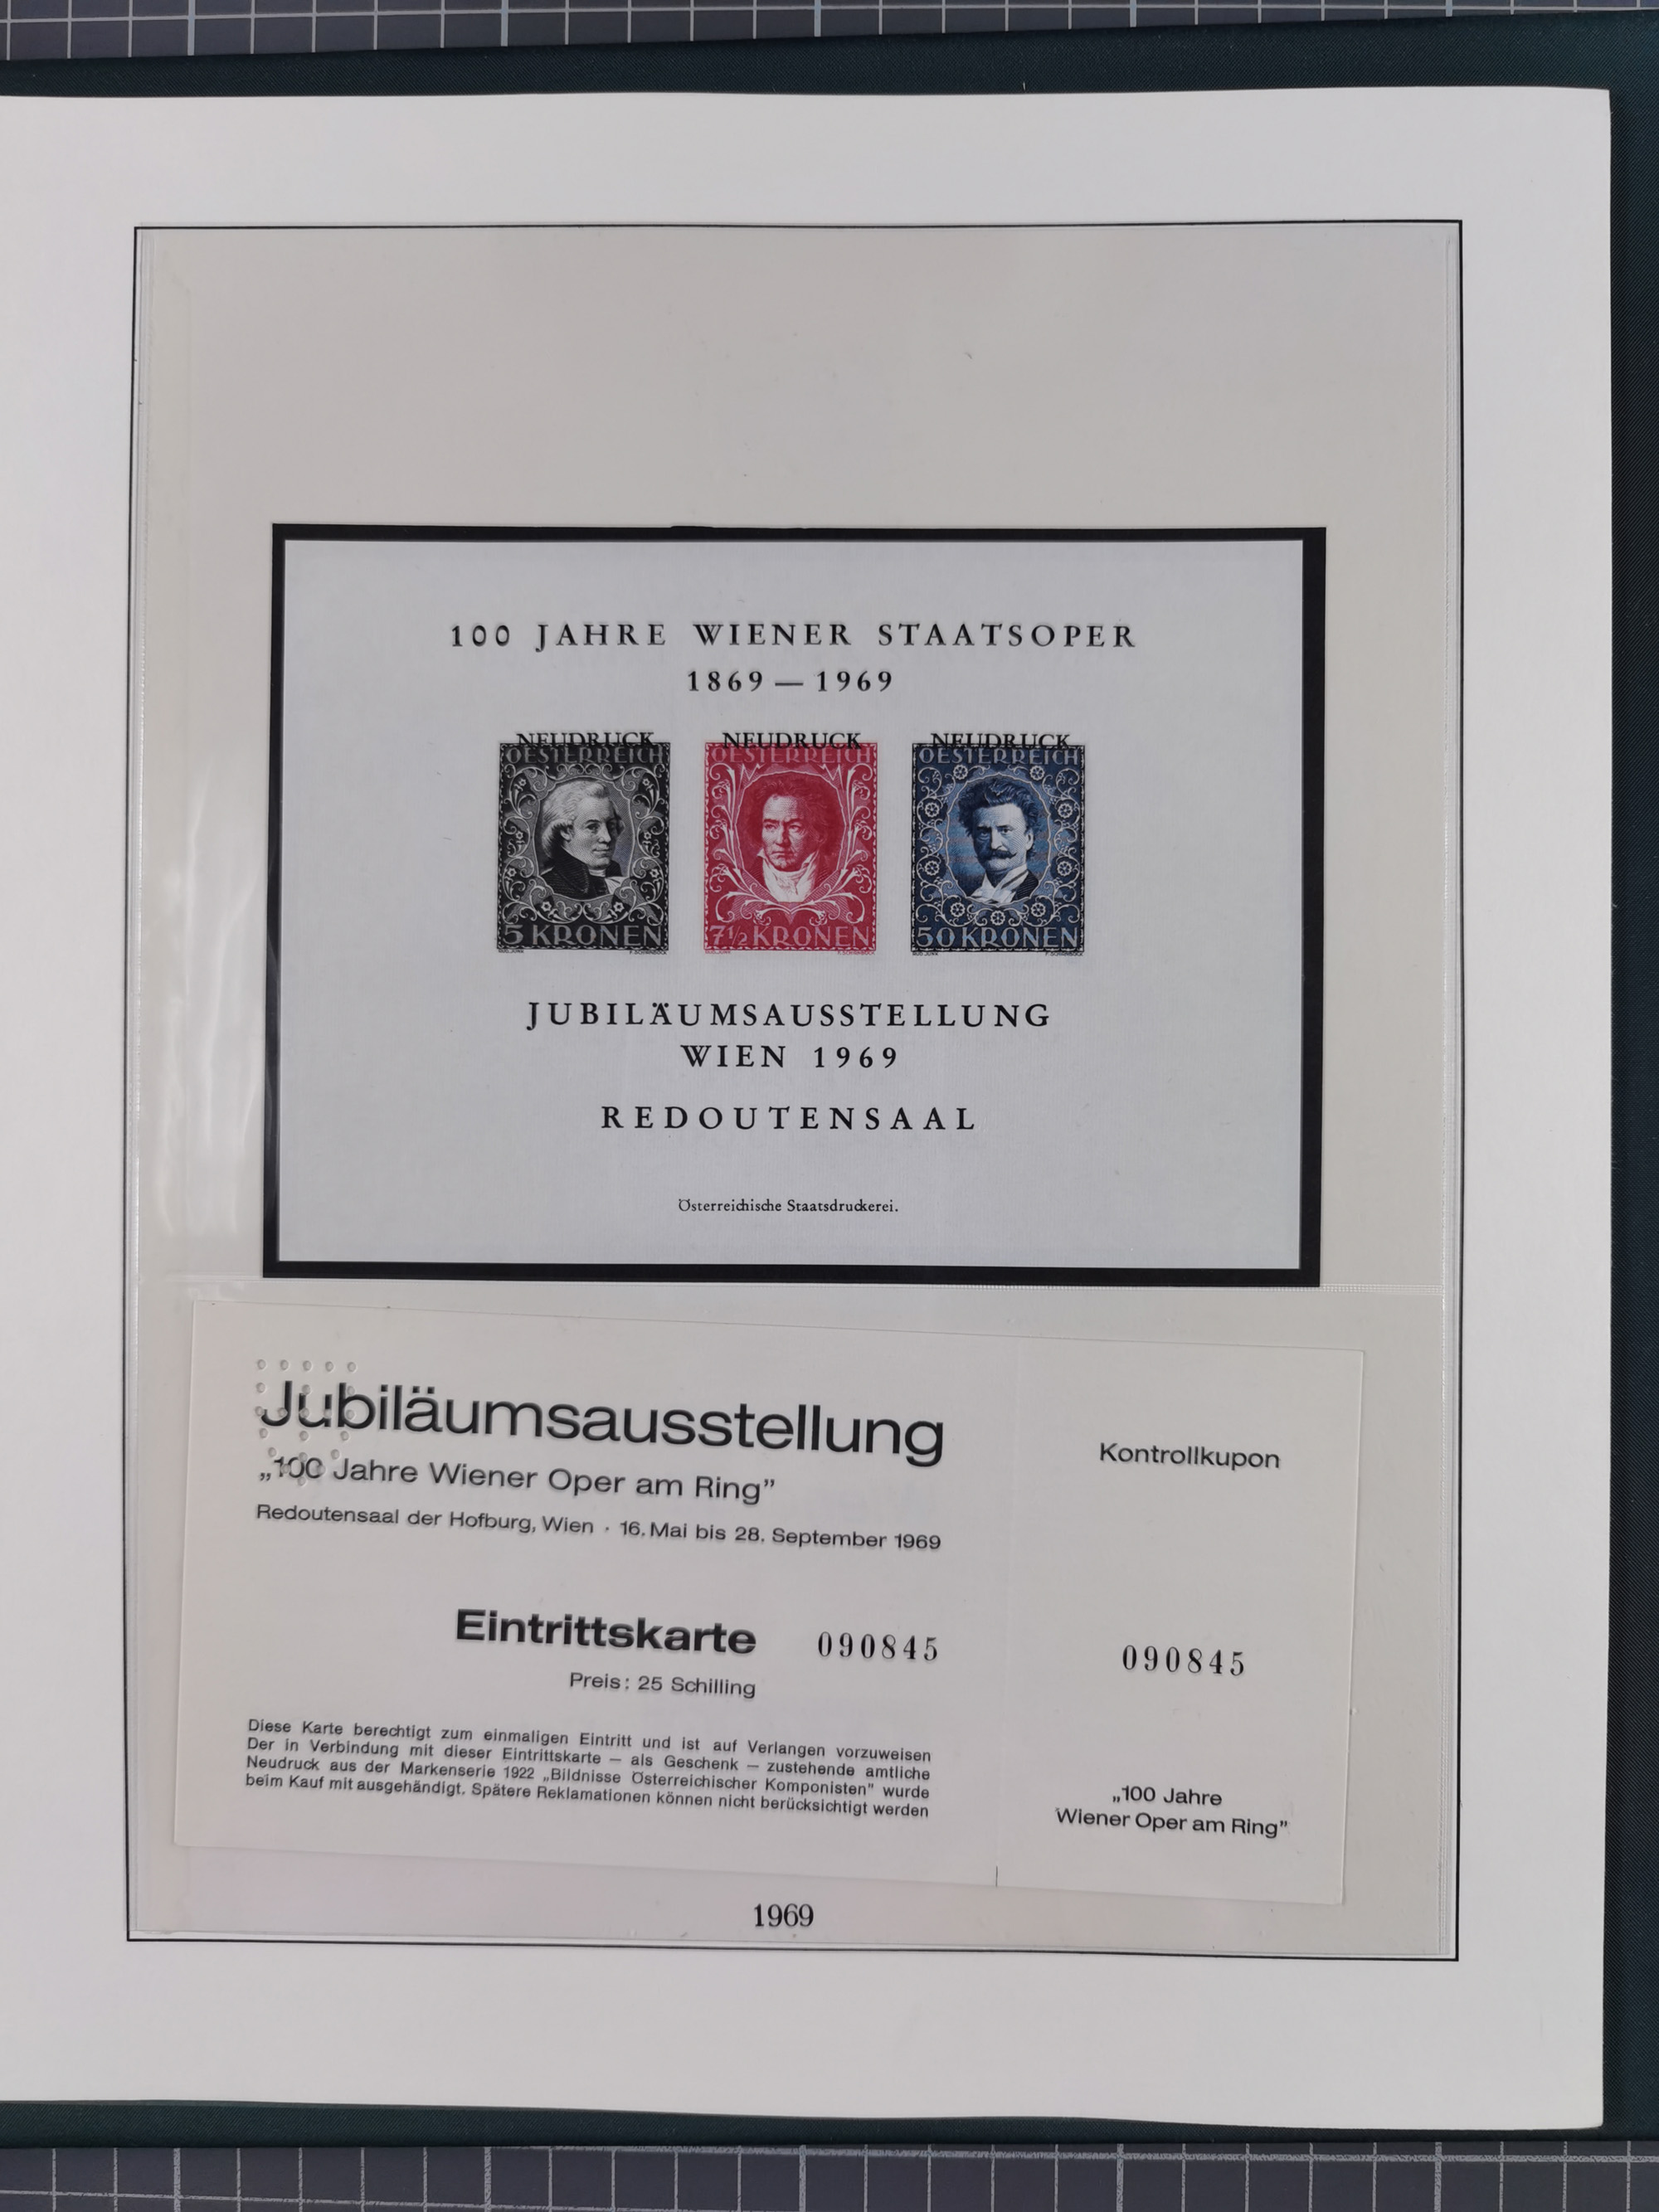 100 JAHRE WIENER STAATSOPER
1869 — 1969
NEUDRUCK NEUDRUCK NEUDRUCK
OESTERREICH OESTERREICH OESTERREICH
5 KRONEN 7½ KRONEN 50 KRONEN
JUBILÄUMSAUSSTELLUNG
WIEN 1969
REDOUTENSAAL
Österreichische Staatsdruckerei.
Jubiläumsausstellung
„100 Jahre Wiener Oper am Ring”
Redoutensaal der Hofburg, Wien · 16. Mai bis 28. September 1969
Eintrittskarte 090845
Preis: 25 Schilling
Diese Karte berechtigt zum einmaligen Eintritt und ist auf Verlangen vorzuweisen
Der in Verbindung mit dieser Eintrittskarte — als Geschenk — zustehende amtliche
Neudruck aus der Markenserie 1922 „Bildnisse Österreichischer Komponisten” wurde
beim Kauf mit ausgehändigt. Spätere Reklamationen können nicht berücksichtigt werden
Kontrollkupon
090845
„100 Jahre
Wiener Oper am Ring”
1969